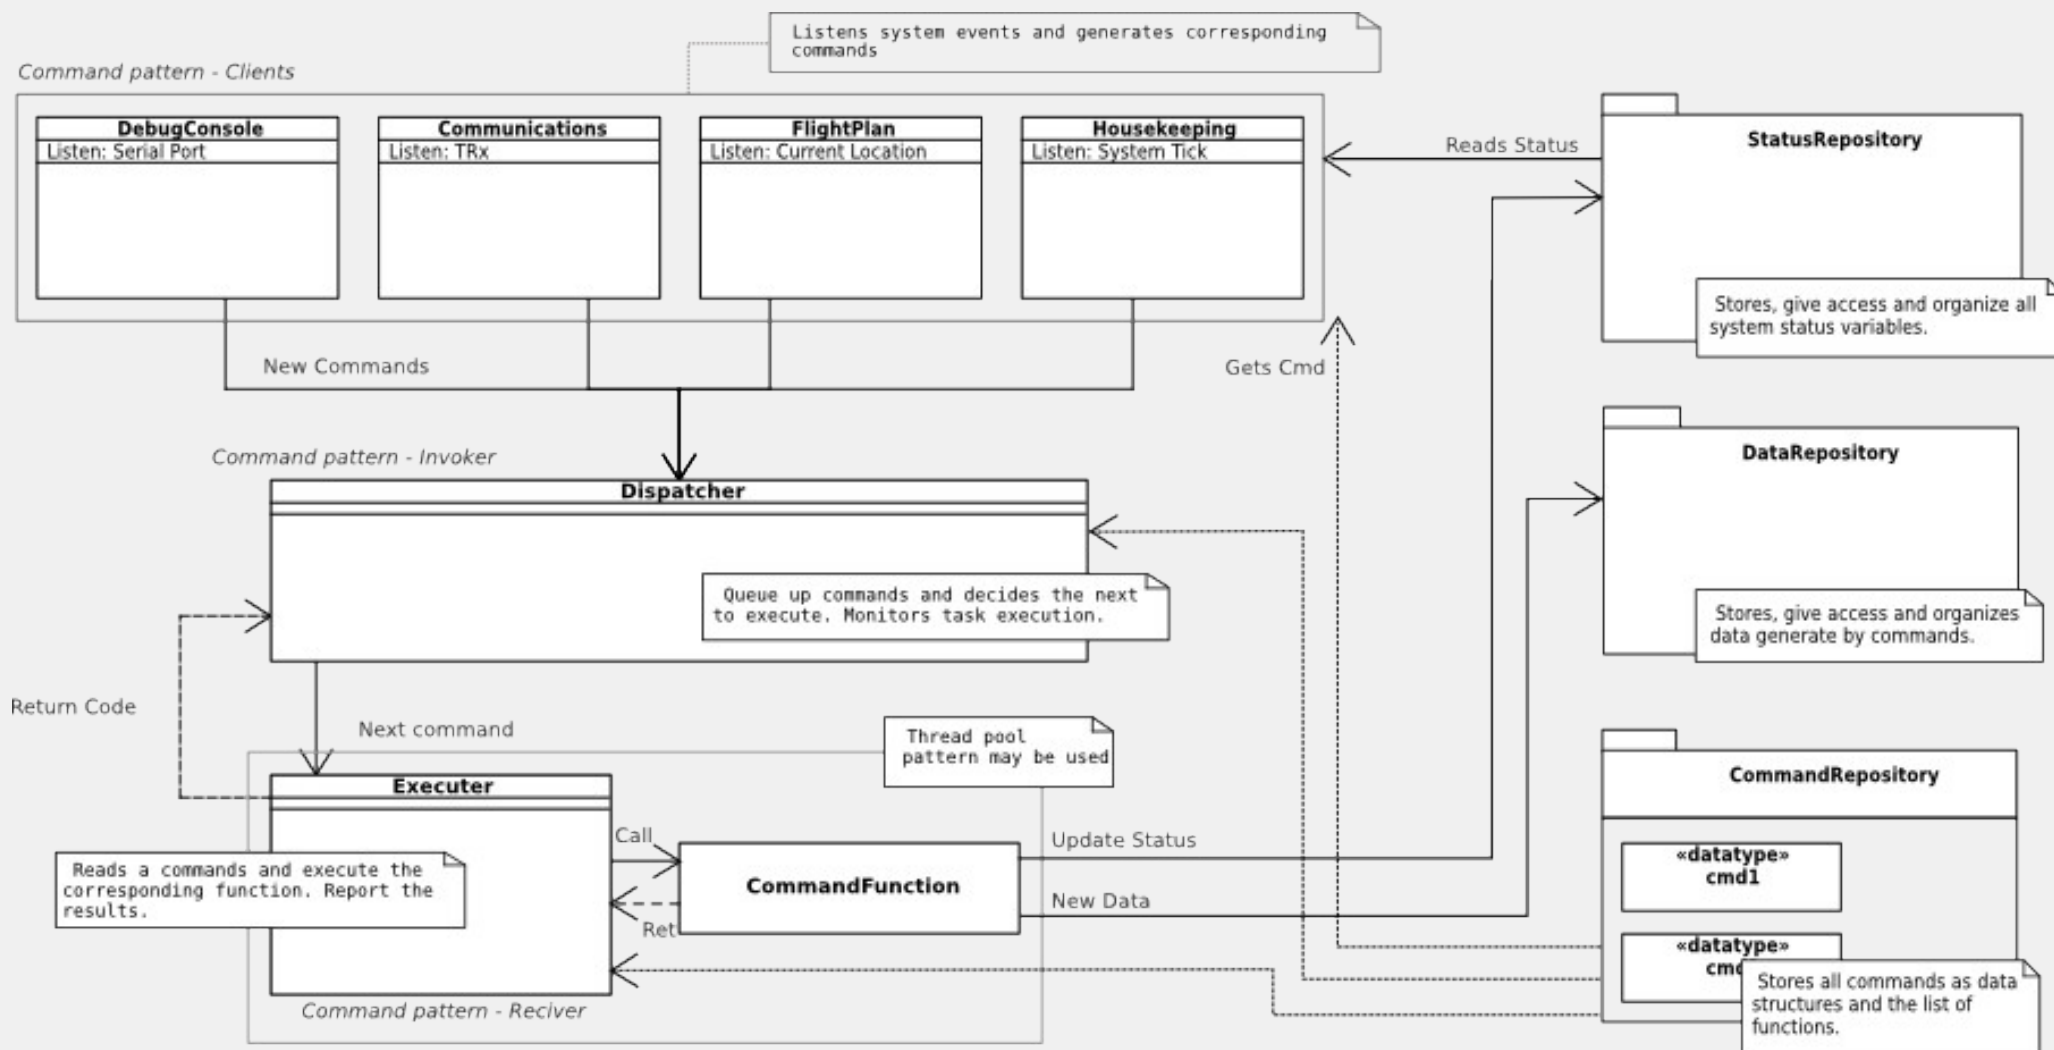 Listens system events and generates corresponding
commands
Command pattern - Clients
DebugConsole
Listen: Serial Port
Communications
Listen: TRx
FlightPlan
Listen: Current Location
Housekeeping
Listen: System Tick
Reads Status
StatusRepository
Stores, give access and organize all
system status variables.
New Commands
Gets Cmd
Command pattern - Invoker
Dispatcher
Queue up commands and decides the next
to execute. Monitors task execution.
DataRepository
Stores, give access and organizes
data generate by commands.
Return Code
Next command
Thread pool
pattern may be used
Executer
Reads a commands and execute the
corresponding function. Report the
results.
Call
Ret
CommandFunction
Update Status
New Data
Command pattern - Reciver
CommandRepository
«datatype»
cmd1
«datatype»
Stores all commands as data
structures and the list of
functions.